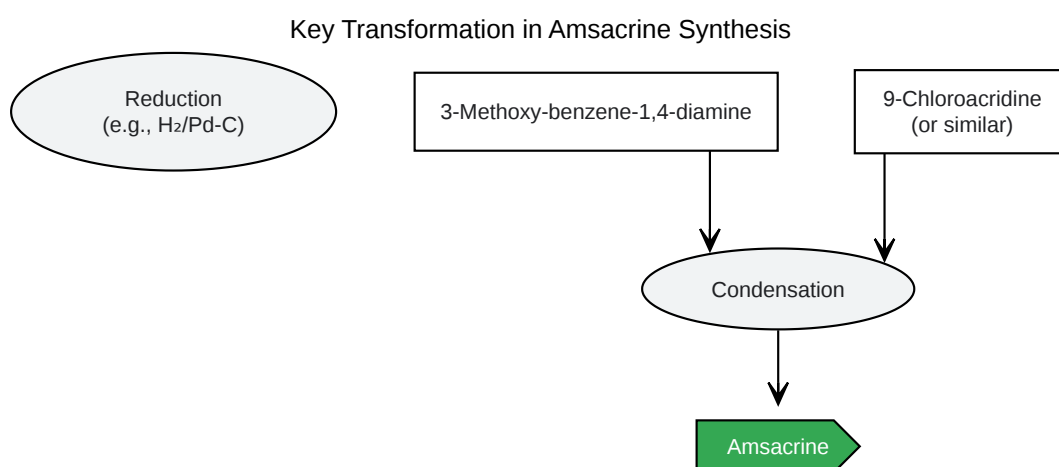 Key Transformation in Amsacrine Synthesis
Reduction
(e.g., H₂/Pd-C)
3-Methoxy-benzene-1,4-diamine
9-Chloroacridine
(or similar)
Condensation
Amsacrine